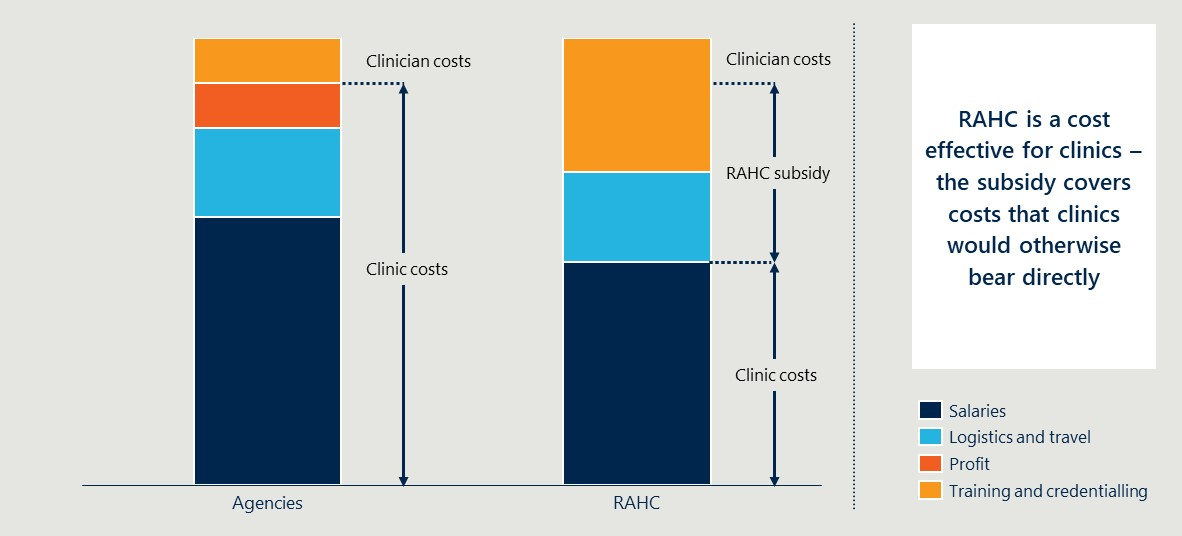 Clinician costs
Clinic costs
Agencies
Clinician costs
RAHC subsidy
Clinic costs
RAHC
RAHC is a cost
effective for clinics –
the subsidy covers
costs that clinics
would otherwise
bear directly
Salaries
Logistics and travel
Profit
Training and credentialling